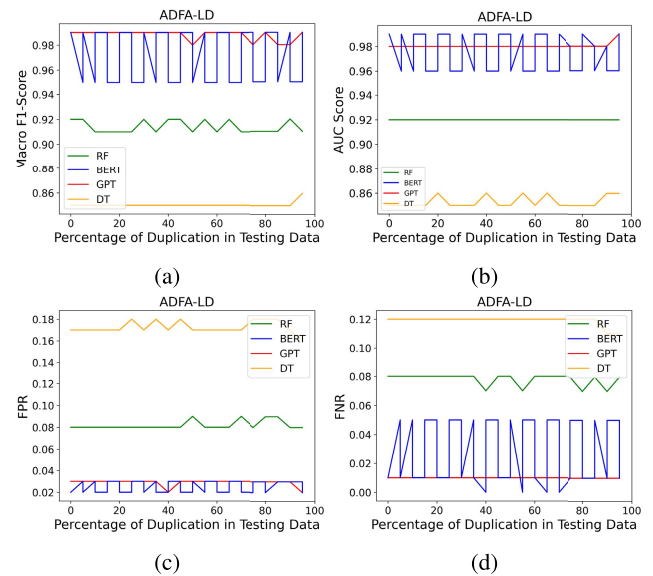 ADFA-LD
Macro F1-Score
0.98
0.96
0.94
0.92
0.90
0.88
0.86
RF
BERT
GPT
DT
0 20 40 60 80 100
Percentage of Duplication in Testing Data
(a)
ADFA-LD
AUC Score
0.98
0.96
0.94
0.92
0.90
0.88
0.86
RF
BERT
GPT
DT
0 20 40 60 80 100
Percentage of Duplication in Testing Data
(b)
ADFA-LD
FPR
0.18
0.16
0.14
0.12
0.10
0.08
0.06
0.04
0.02
RF
BERT
GPT
DT
0 20 40 60 80 100
Percentage of Duplication in Testing Data
(c)
ADFA-LD
FNR
0.12
0.10
0.08
0.06
0.04
0.02
0.00
RF
BERT
GPT
DT
0 20 40 60 80 100
Percentage of Duplication in Testing Data
(d)